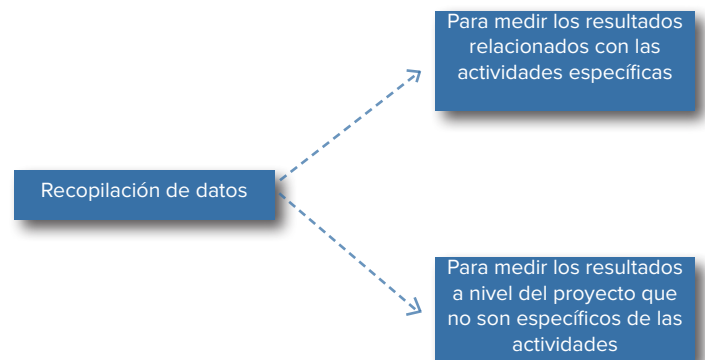 Para medir los resultados
relacionados con las
actividades específicas
Recopilación de datos
Para medir los resultados
a nivel del proyecto que
no son específicos de las
actividades